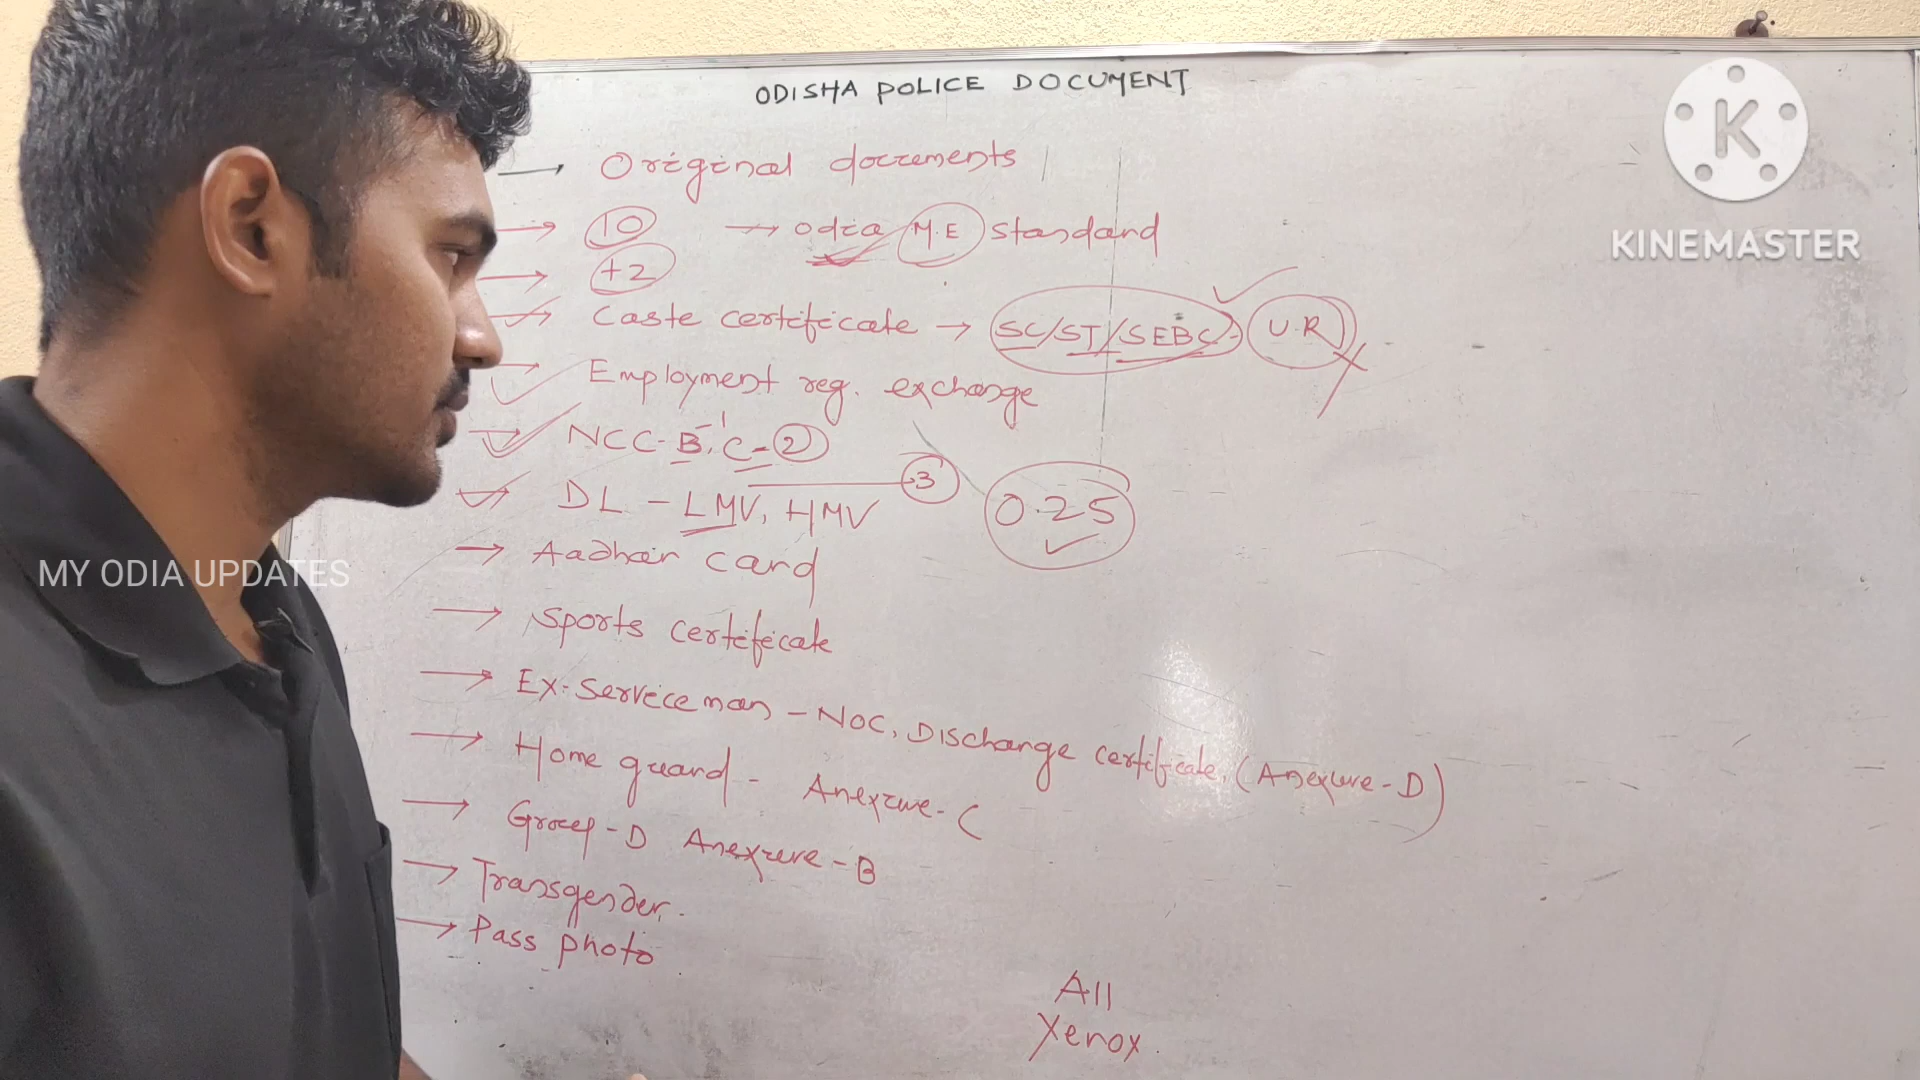 ODISHA POLICE DOCUMENT
→ Original documents
→ 10 → odia M.E standard
→ +2
→ Caste certificate → SC/ST/SEBC U.R
→ Employment reg. exchange
→ NCC-B, C-2
→ DL - LMV, HMV 3 0.25
→ Aadhar card
→ Sports certificate
→ Ex-Service man - NOC, Discharge certificate, (Anexure-D)
→ Home guard - Anexure-C
→ Group-D Anexure-B
→ Transgender.
→ Pass photo
All
Xerox.
KINEMASTER
MY ODIA UPDATES